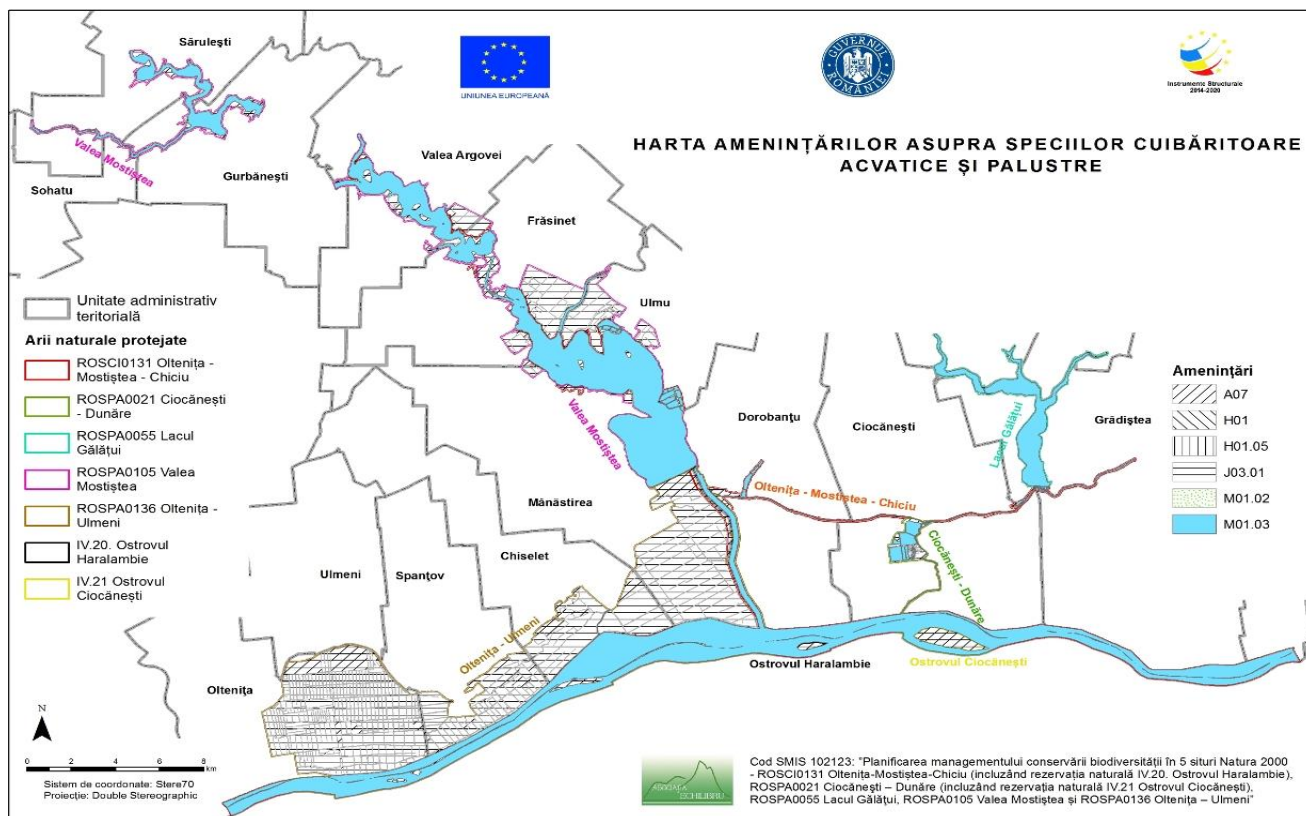 Sărulești
UNIUNEA EUROPEANĂ
GUVERNUL ROMÂNIEI
Instrumente Structurale
2014-2020
HARTA AMENINȚĂRILOR ASUPRA SPECIILOR CUIBĂRITOARE
ACVATICE ȘI PALUSTRE
Valea Mostiștea
Valea Argovei
Sohatu
Gurbănești
Frăsinet
Ulmu
Unitate administrativ
teritorială
Arii naturale protejate
ROSCI0131 Oltenița -
Mostiștea - Chiciu
ROSPA0021 Ciocănești
- Dunăre
ROSPA0055 Lacul
Gălățui
ROSPA0105 Valea
Mostiștea
ROSPA0136 Oltenița -
Ulmeni
IV.20. Ostrovul
Haralambie
IV.21 Ostrovul
Ciocănești
Amenințări
A07
H01
H01.05
J03.01
M01.02
M01.03
Valea Mostiștea
Dorobanțu
Ciocănești
Lacul Gălățui
Grădiștea
Mânăstirea
Oltenița - Mostiștea - Chiciu
Chiselet
Ciocănești - Dunăre
Ulmeni
Spanțov
Oltenița - Ulmeni
Ostrovul Haralambie
Ostrovul Ciocănești
Oltenița
N
0 2 4 6 8
km
Sistem de coordonate: Stere70
Proiecție: Double Stereographic
ASOCIAȚIA
ECHILIBRU
Cod SMIS 102123: "Planificarea managementului conservării biodiversității în 5 situri Natura 2000
- ROSCI0131 Oltenița-Mostiștea-Chiciu (incluzând rezervația naturală IV.20. Ostrovul Haralambie),
ROSPA0021 Ciocănești – Dunăre (incluzând rezervația naturală IV.21 Ostrovul Ciocănești),
ROSPA0055 Lacul Gălățui, ROSPA0105 Valea Mostiștea și ROSPA0136 Oltenița – Ulmeni"